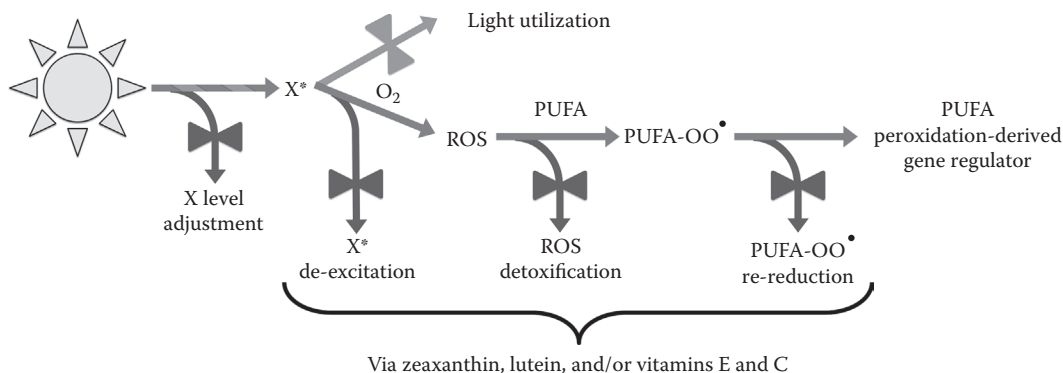 Light utilization
X*
O2
PUFA
ROS
PUFA-OO•
PUFA
peroxidation-derived
gene regulator
X level
adjustment
X*
de-excitation
ROS
detoxification
PUFA-OO•
re-reduction
Via zeaxanthin, lutein, and/or vitamins E and C